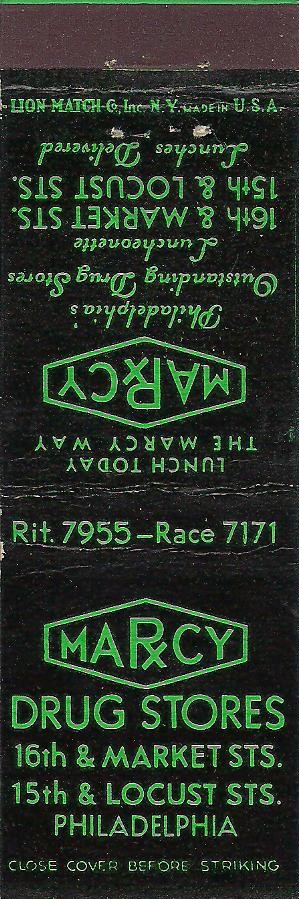 LION MATCH Co, Inc. N.Y. MADE IN U.S.A.
LUNCH TODAY
THE MARCY WAY
MARCY
Philadelphia's
Outstanding Drug Stores
Luncheonette
16th & MARKET STS.
15th & LOCUST STS.
Lunches Delivered
Rit. 7955 – Race 7171
MARCY
DRUG STORES
16th & MARKET STS.
15th & LOCUST STS.
PHILADELPHIA
CLOSE COVER BEFORE STRIKING